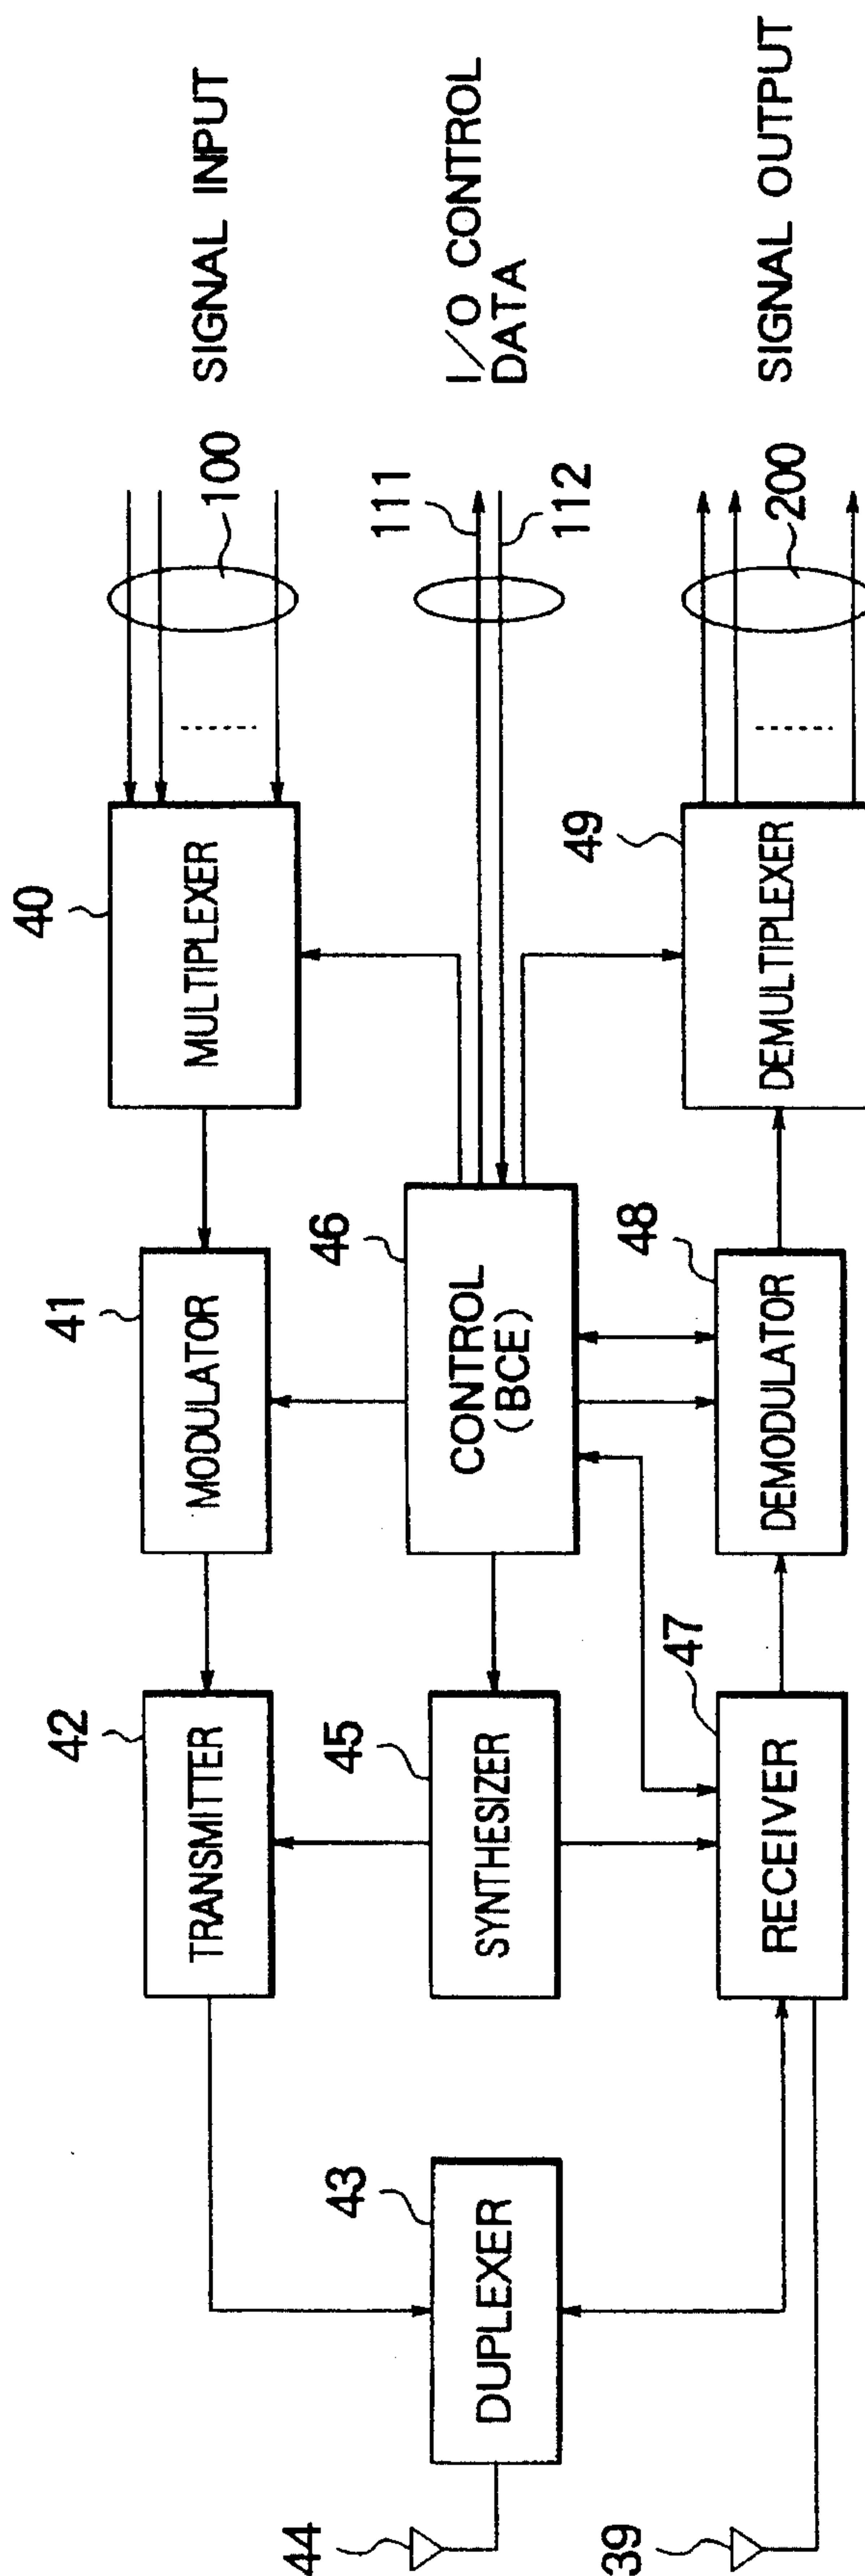 SIGNAL INPUT
I/O CONTROL
DATA
SIGNAL OUTPUT
100
111
112
200
40
MULTIPLEXER
49
DEMULTIPLEXER
41
MODULATOR
46
CONTROL
(BCE)
48
DEMODULATOR
42
TRANSMITTER
45
SYNTHESIZER
47
RECEIVER
43
DUPLEXER
44
39